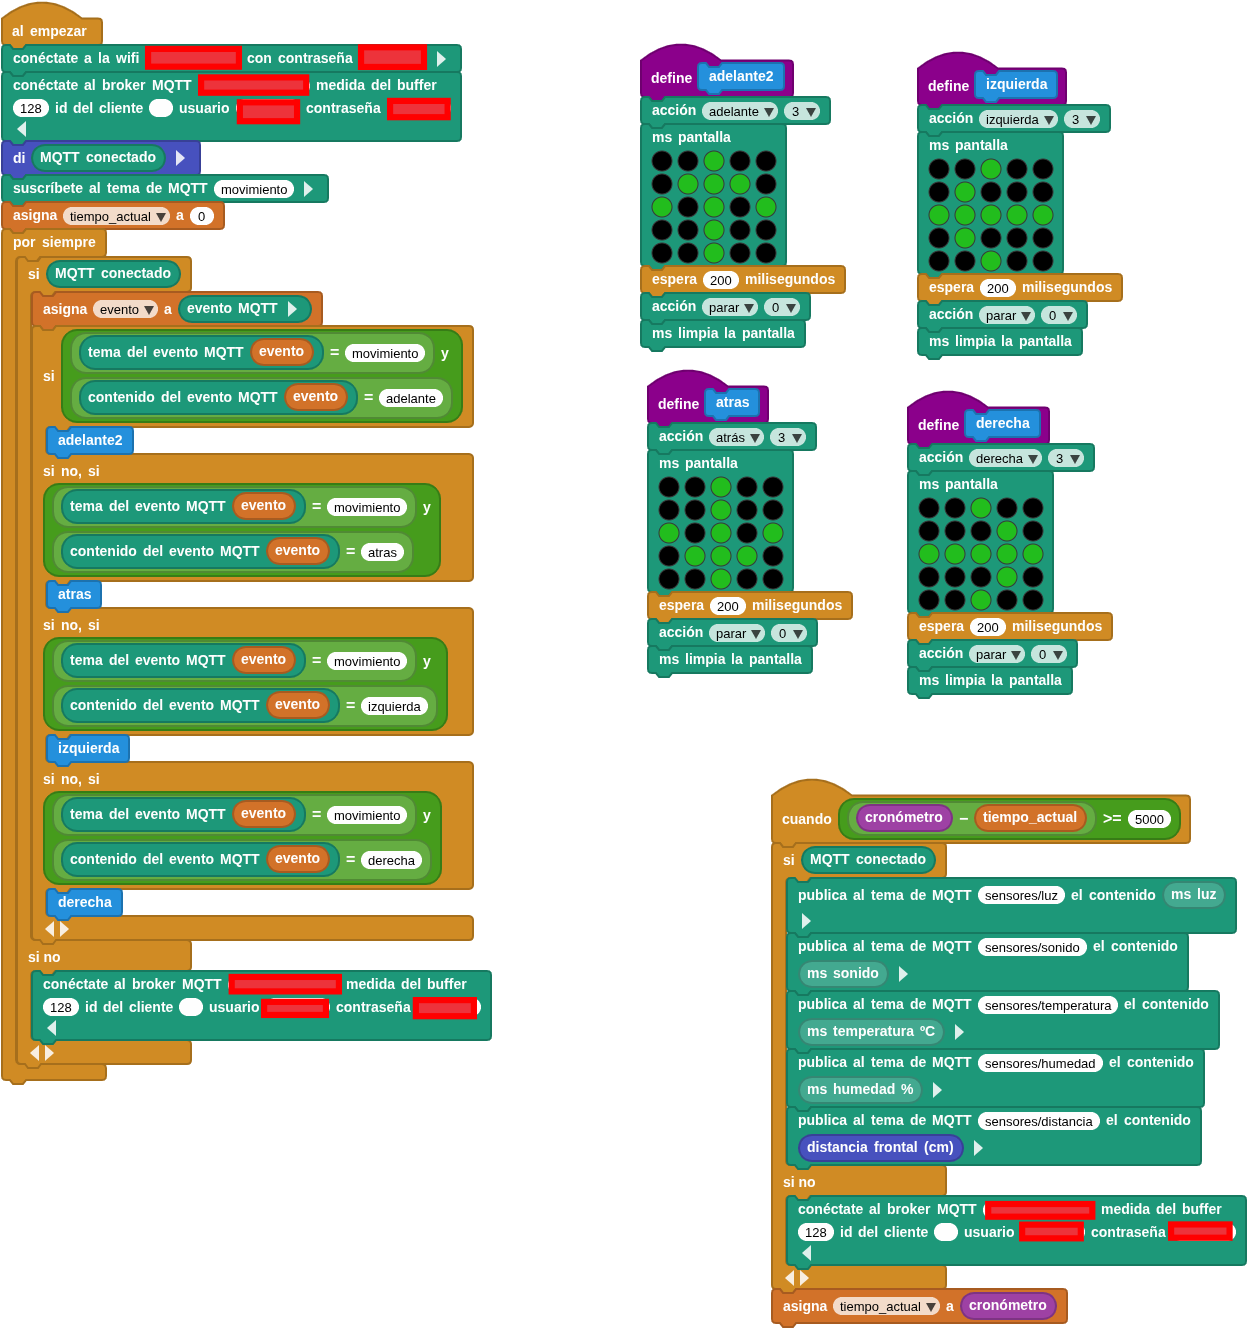 al empezar
conéctate a la wifi con contraseña
conéctate al broker MQTT medida del buffer
128 id del cliente usuario contraseña
di MQTT conectado
suscríbete al tema de MQTT movimiento
asigna tiempo_actual a 0
por siempre
si MQTT conectado
asigna evento a evento MQTT
si
tema del evento MQTT evento = movimiento y
contenido del evento MQTT evento = adelante
adelante2
si no, si
tema del evento MQTT evento = movimiento y
contenido del evento MQTT evento = atras
atras
si no, si
tema del evento MQTT evento = movimiento y
contenido del evento MQTT evento = izquierda
izquierda
si no, si
tema del evento MQTT evento = movimiento y
contenido del evento MQTT evento = derecha
derecha
si no
conéctate al broker MQTT medida del buffer
128 id del cliente usuario contraseña
define adelante2
acción adelante 3
ms pantalla
espera 200 milisegundos
acción parar 0
ms limpia la pantalla
define izquierda
acción izquierda 3
ms pantalla
espera 200 milisegundos
acción parar 0
ms limpia la pantalla
define atras
acción atrás 3
ms pantalla
espera 200 milisegundos
acción parar 0
ms limpia la pantalla
define derecha
acción derecha 3
ms pantalla
espera 200 milisegundos
acción parar 0
ms limpia la pantalla
cuando cronómetro − tiempo_actual >= 5000
si MQTT conectado
publica al tema de MQTT sensores/luz el contenido ms luz
publica al tema de MQTT sensores/sonido el contenido
ms sonido
publica al tema de MQTT sensores/temperatura el contenido
ms temperatura ºC
publica al tema de MQTT sensores/humedad el contenido
ms humedad %
publica al tema de MQTT sensores/distancia el contenido
distancia frontal (cm)
si no
conéctate al broker MQTT medida del buffer
128 id del cliente usuario contraseña
asigna tiempo_actual a cronómetro